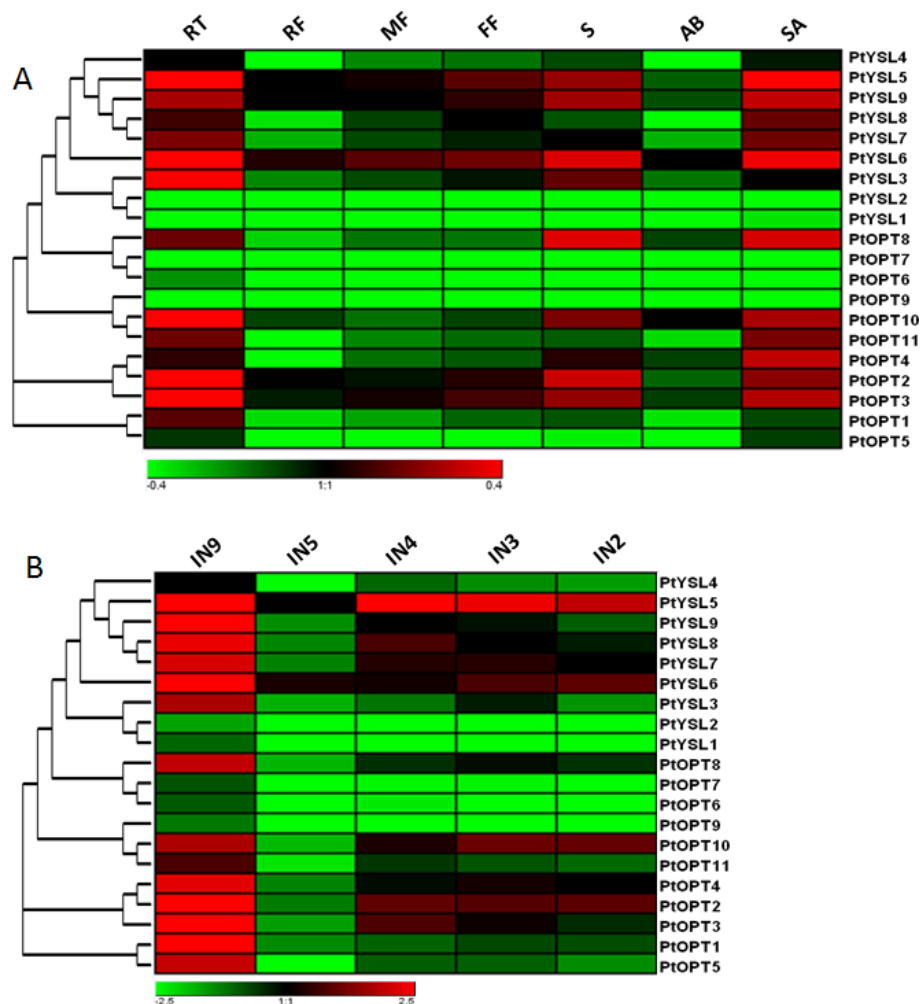 A
RT RF MF FF S AB SA
PtYSL4
PtYSL5
PtYSL9
PtYSL8
PtYSL7
PtYSL6
PtYSL3
PtYSL2
PtYSL1
PtOPT8
PtOPT7
PtOPT6
PtOPT9
PtOPT10
PtOPT11
PtOPT4
PtOPT2
PtOPT3
PtOPT1
PtOPT5
-0.4 1:1 0.4
B
IN9 IN5 IN4 IN3 IN2
PtYSL4
PtYSL5
PtYSL9
PtYSL8
PtYSL7
PtYSL6
PtYSL3
PtYSL2
PtYSL1
PtOPT8
PtOPT7
PtOPT6
PtOPT9
PtOPT10
PtOPT11
PtOPT4
PtOPT2
PtOPT3
PtOPT1
PtOPT5
-2.5 1:1 2.5